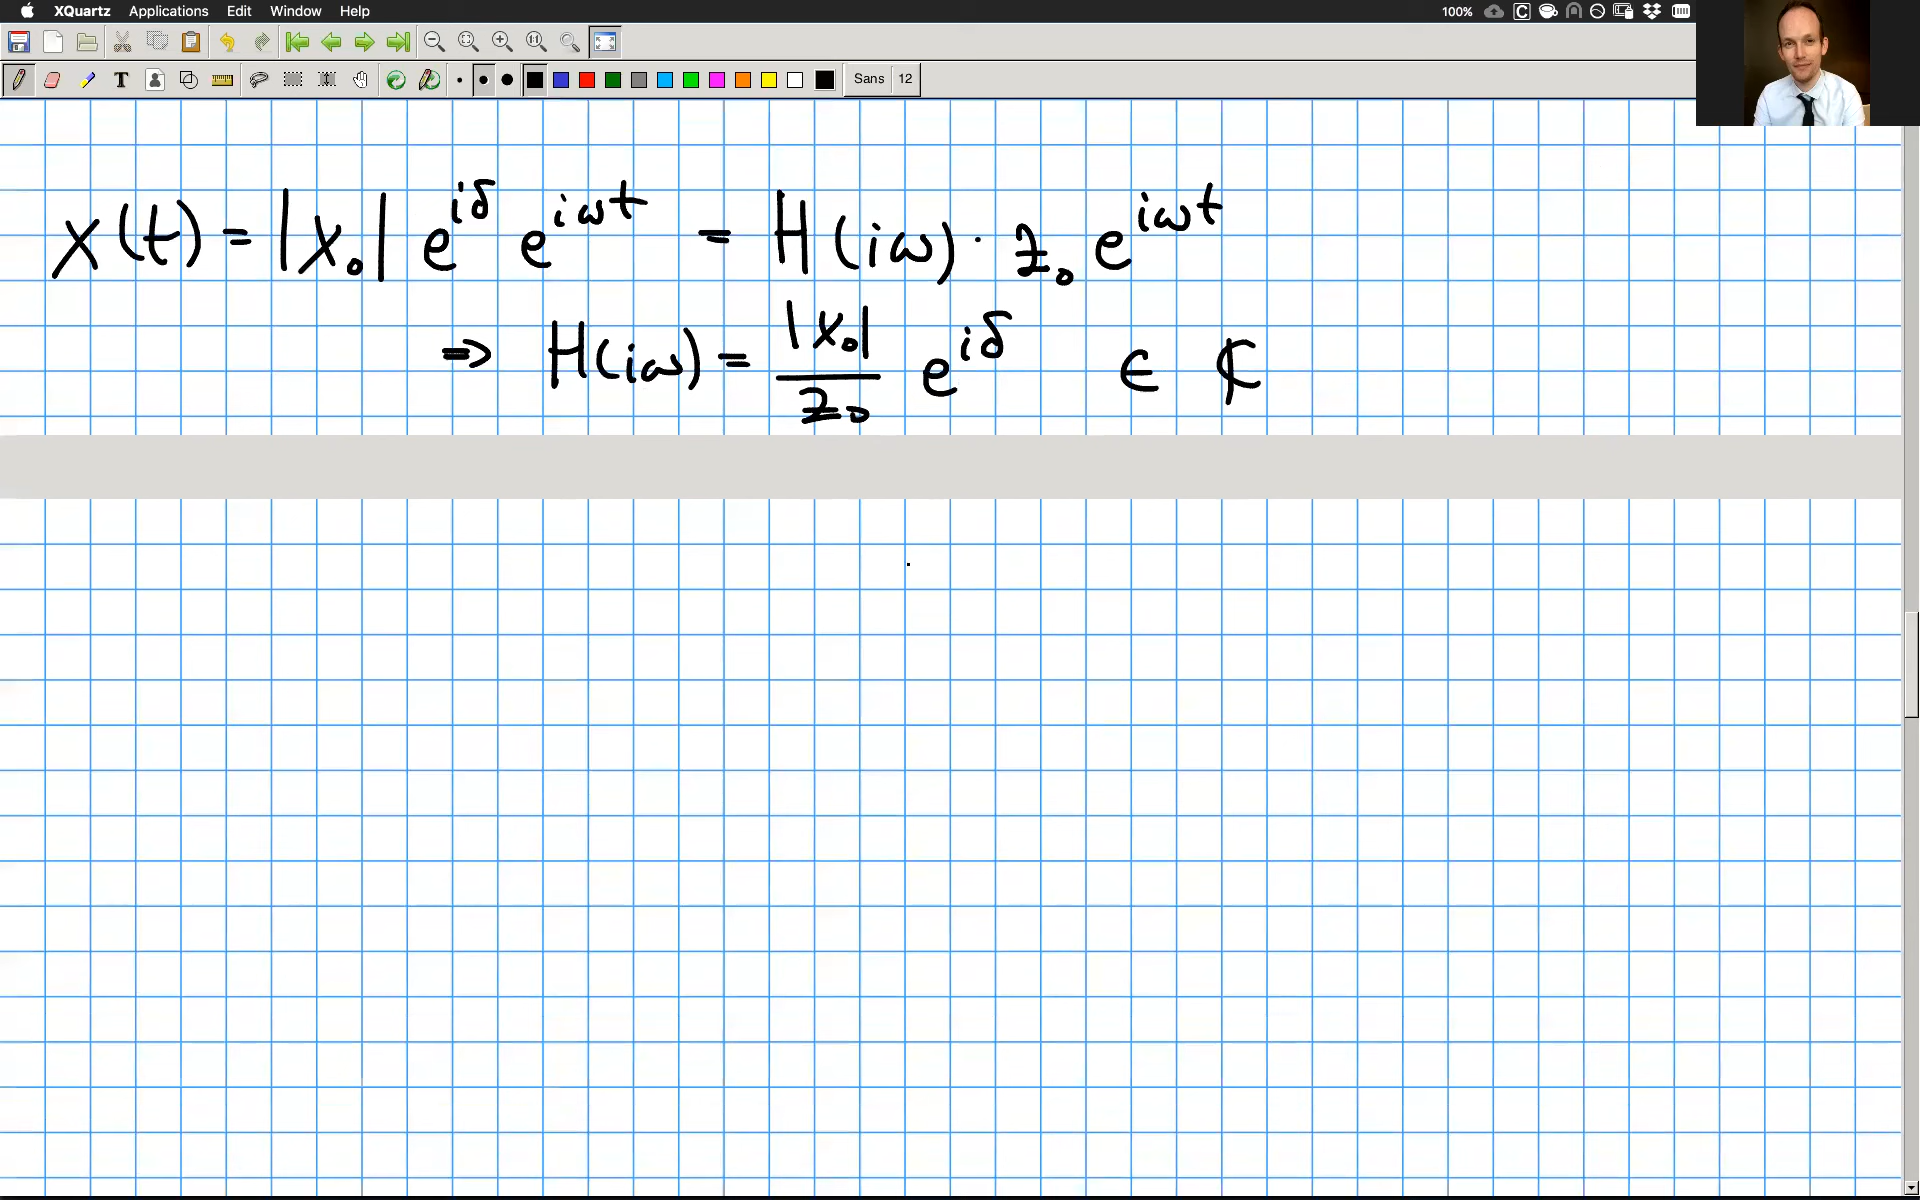 XQuartz Applications Edit Window Help 100%
T Sans 12
x(t) = |x₀| e^{iδ} e^{iωt} = H(iω) · z₀ e^{iωt}
⇒ H(iω) = |x₀|/z₀ e^{iδ} ∈ ℂ